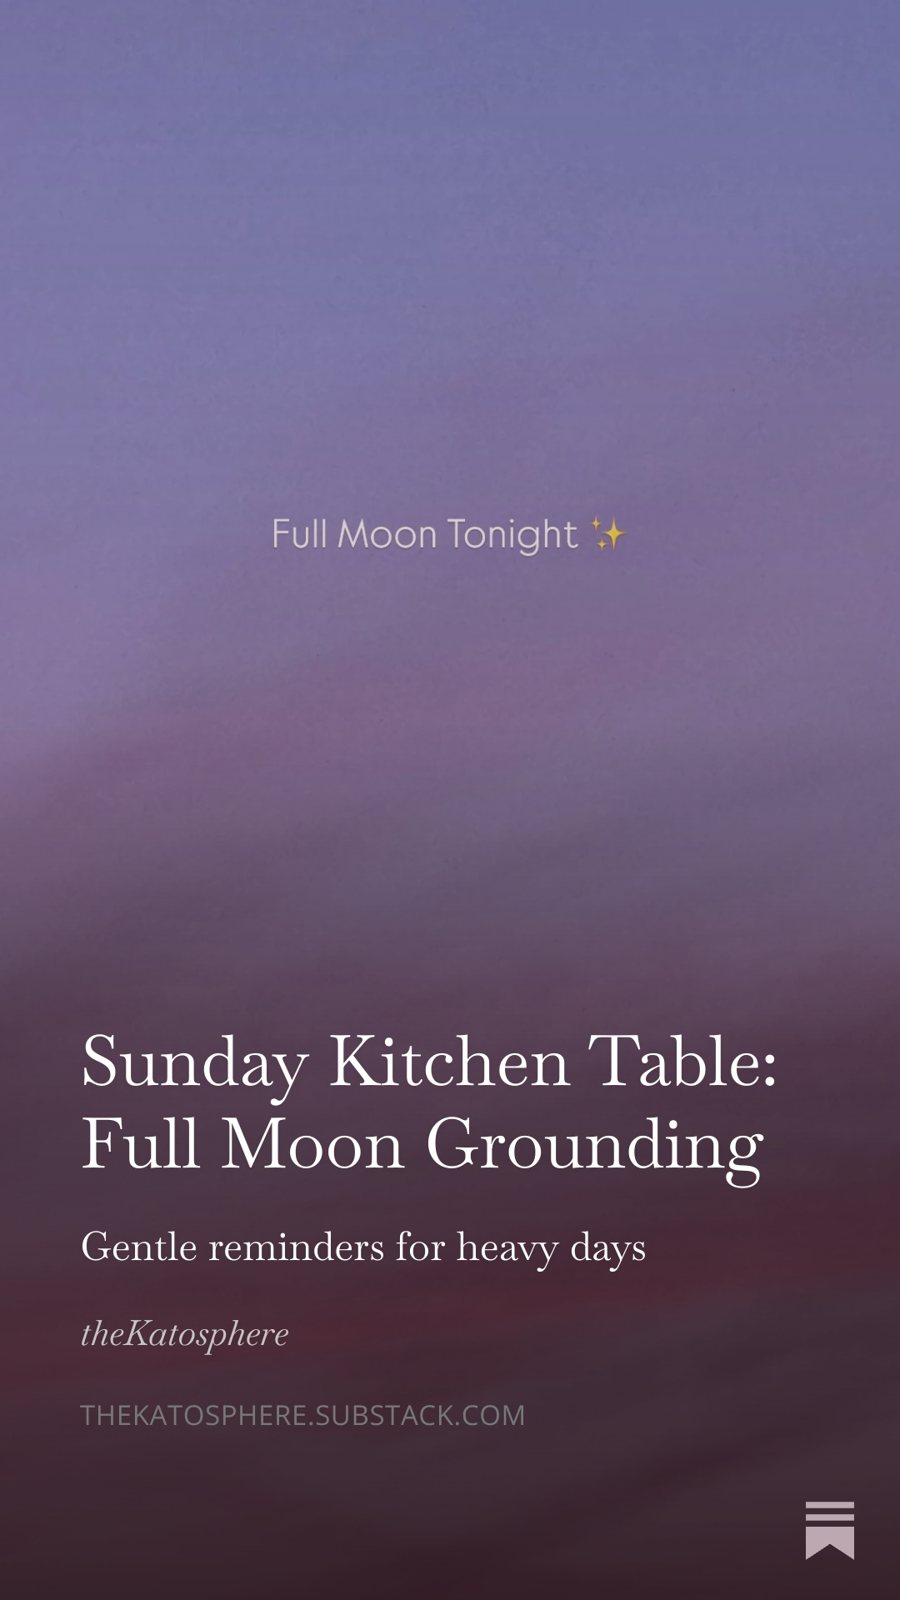 Full Moon Tonight ✨
Sunday Kitchen Table:
Full Moon Grounding
Gentle reminders for heavy days
theKatosphere
THEKATOSPHERE.SUBSTACK.COM